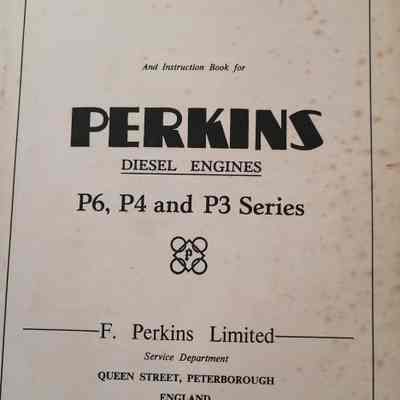 And Instruction Book for
PERKINS
DIESEL ENGINES
P6, P4 and P3 Series
P
F. Perkins Limited
Service Department
QUEEN STREET, PETERBOROUGH
ENGLAND